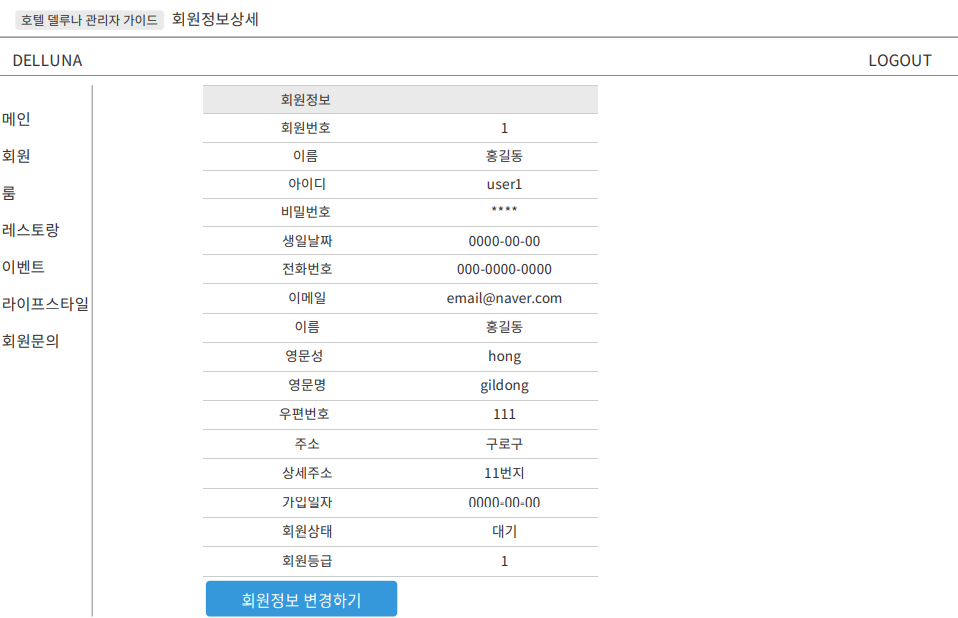 호텔 델루나 관리자 가이드 회원정보상세
DELLUNA LOGOUT
메인
회원
룸
레스토랑
이벤트
라이프스타일
회원문의
회원정보
회원번호 1
이름 홍길동
아이디 user1
비밀번호 ****
생일날짜 0000-00-00
전화번호 000-0000-0000
이메일 email@naver.com
이름 홍길동
영문성 hong
영문명 gildong
우편번호 111
주소 구로구
상세주소 11번지
가입일자 0000-00-00
회원상태 대기
회원등급 1
회원정보 변경하기